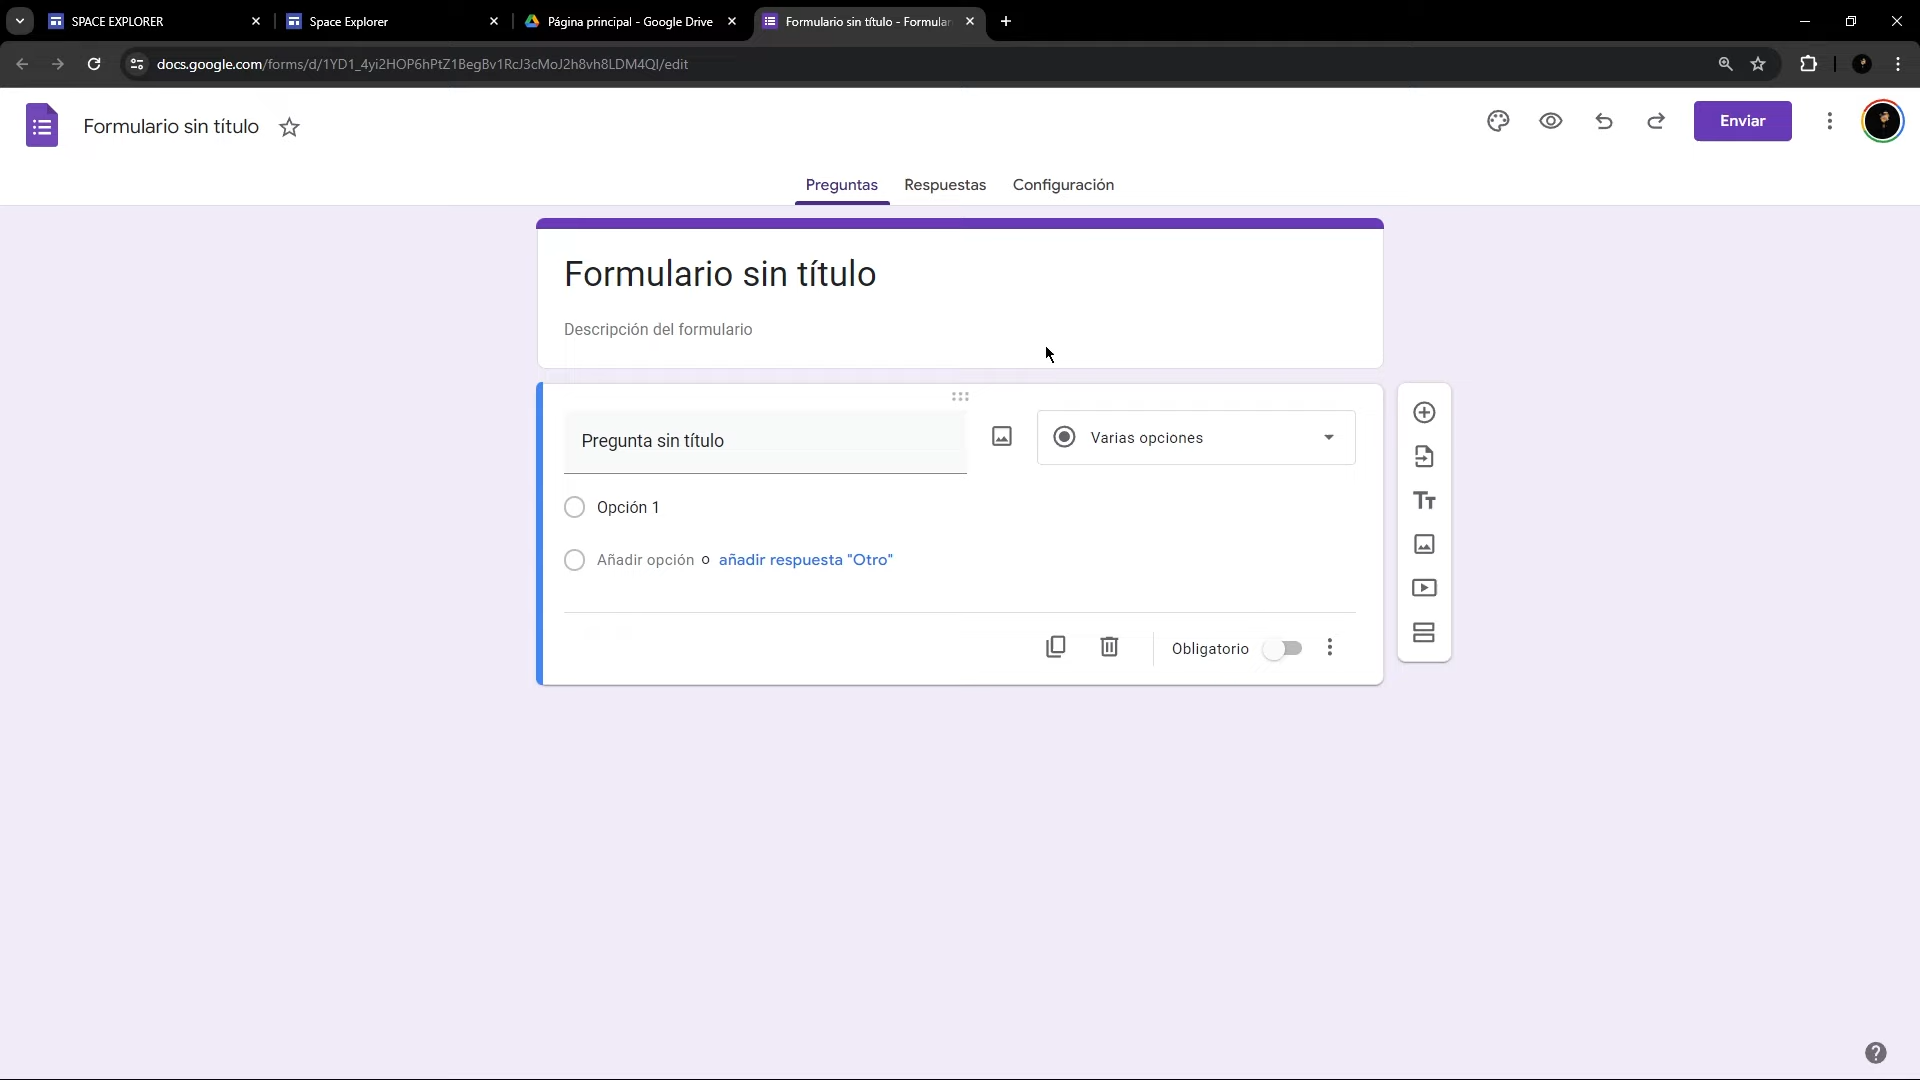 SPACE EXPLORER
Space Explorer
Página principal - Google Drive
Formulario sin título - Formular
docs.google.com/forms/d/1YD1_4yi2HOP6hPtZ1BegBv1RcJ3cMoJ2h8vh8LDM4QI/edit
Formulario sin título
Enviar
Preguntas
Respuestas
Configuración
Formulario sin título
Descripción del formulario
Pregunta sin título
Varias opciones
Opción 1
Añadir opción o añadir respuesta "Otro"
Obligatorio